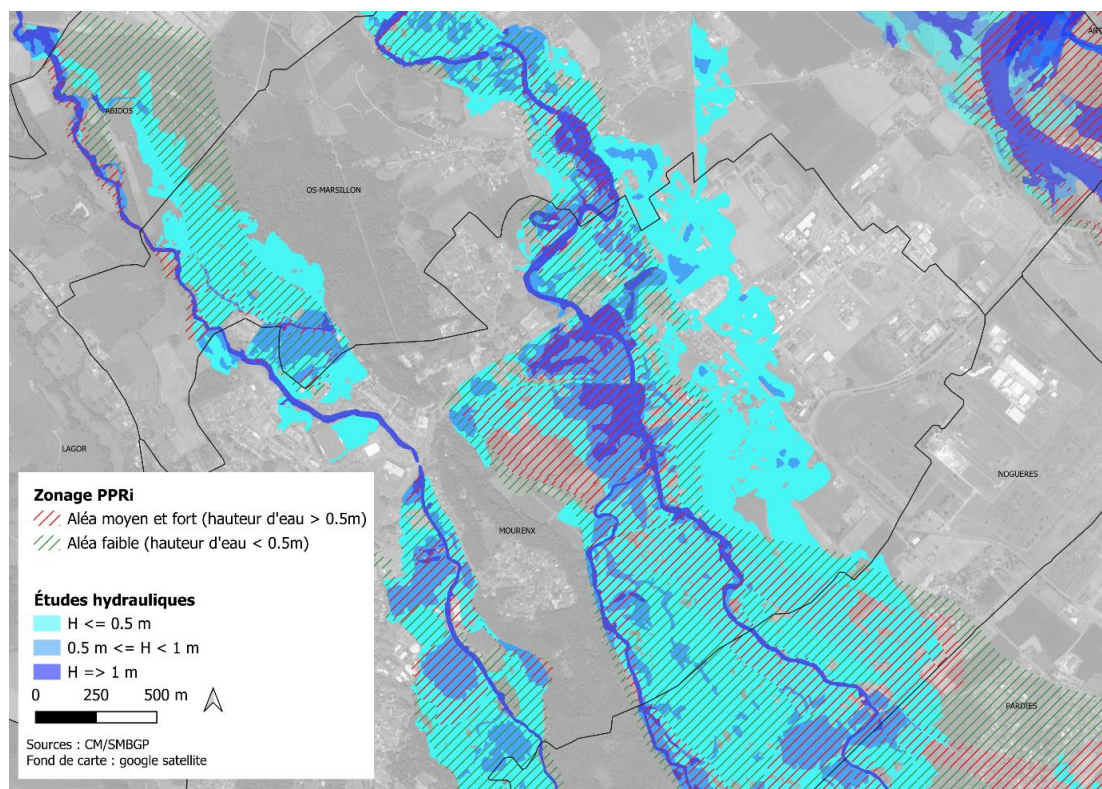 ART
ABIDOS
OS-MARSILLON
LAGOR
NOGUERES
MOURENX
PARDIES
Zonage PPRi
Aléa moyen et fort (hauteur d'eau > 0.5m)
Aléa faible (hauteur d'eau < 0.5m)
Études hydrauliques
H <= 0.5 m
0.5 m <= H < 1 m
H => 1 m
0 250 500 m
Sources : CM/SMBGP
Fond de carte : google satellite